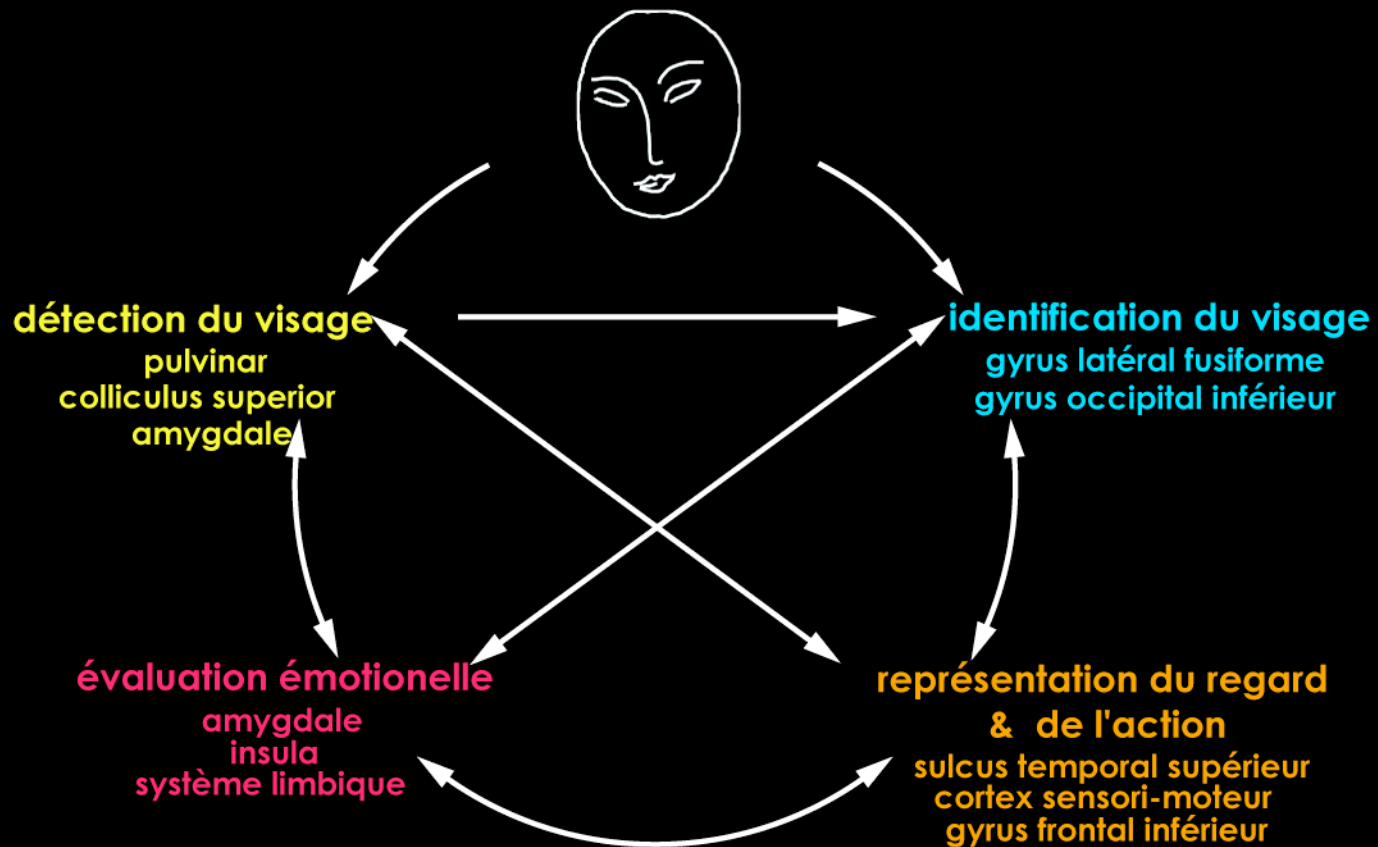 détection du visage
pulvinar
colliculus superior
amygdale
identification du visage
gyrus latéral fusiforme
gyrus occipital inférieur
évaluation émotionelle
amygdale
insula
système limbique
représentation du regard
& de l'action
sulcus temporal supérieur
cortex sensori-moteur
gyrus frontal inférieur